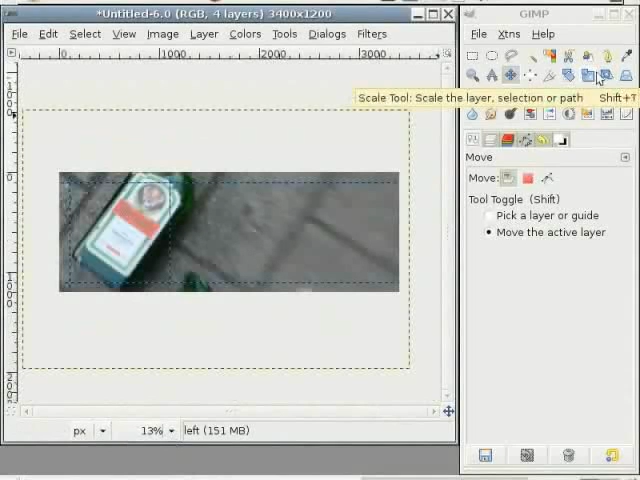 *Untitled-6.0 (RGB, 4 layers) 3400x1200
File Edit Select View Image Layer Colors Tools Dialogs Filters
0 1000 2000 3000
px 13% left (151 MB)
GIMP
File Xtns Help
Scale Tool: Scale the layer, selection or path Shift+T
Move
Move:
Tool Toggle (Shift)
Pick a layer or guide
Move the active layer